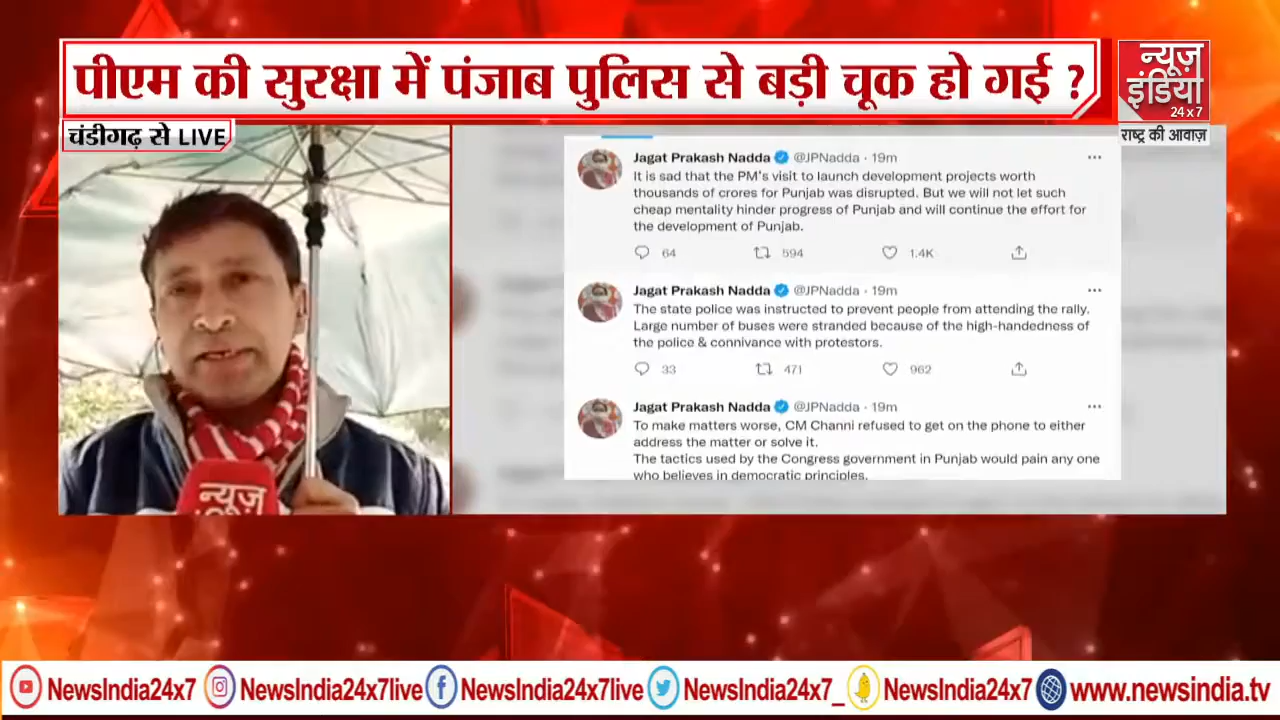 पीएम की सुरक्षा में पंजाब पुलिस से बड़ी चूक हो गई ?
न्यूज़
इंडिया
24x7
राष्ट्र की आवाज़
चंडीगढ़ से LIVE
Jagat Prakash Nadda @JPNadda · 19m
It is sad that the PM's visit to launch development projects worth
thousands of crores for Punjab was disrupted. But we will not let such
cheap mentality hinder progress of Punjab and will continue the effort for
the development of Punjab.
64 594 1.4K
Jagat Prakash Nadda @JPNadda · 19m
The state police was instructed to prevent people from attending the rally.
Large number of buses were stranded because of the high-handedness of
the police & connivance with protestors.
33 471 962
Jagat Prakash Nadda @JPNadda · 19m
To make matters worse, CM Channi refused to get on the phone to either
address the matter or solve it.
The tactics used by the Congress government in Punjab would pain any one
who believes in democratic principles.
न्यूज़
NewsIndia24x7 NewsIndia24x7live NewsIndia24x7live NewsIndia24x7_ NewsIndia24x7 www.newsindia.tv